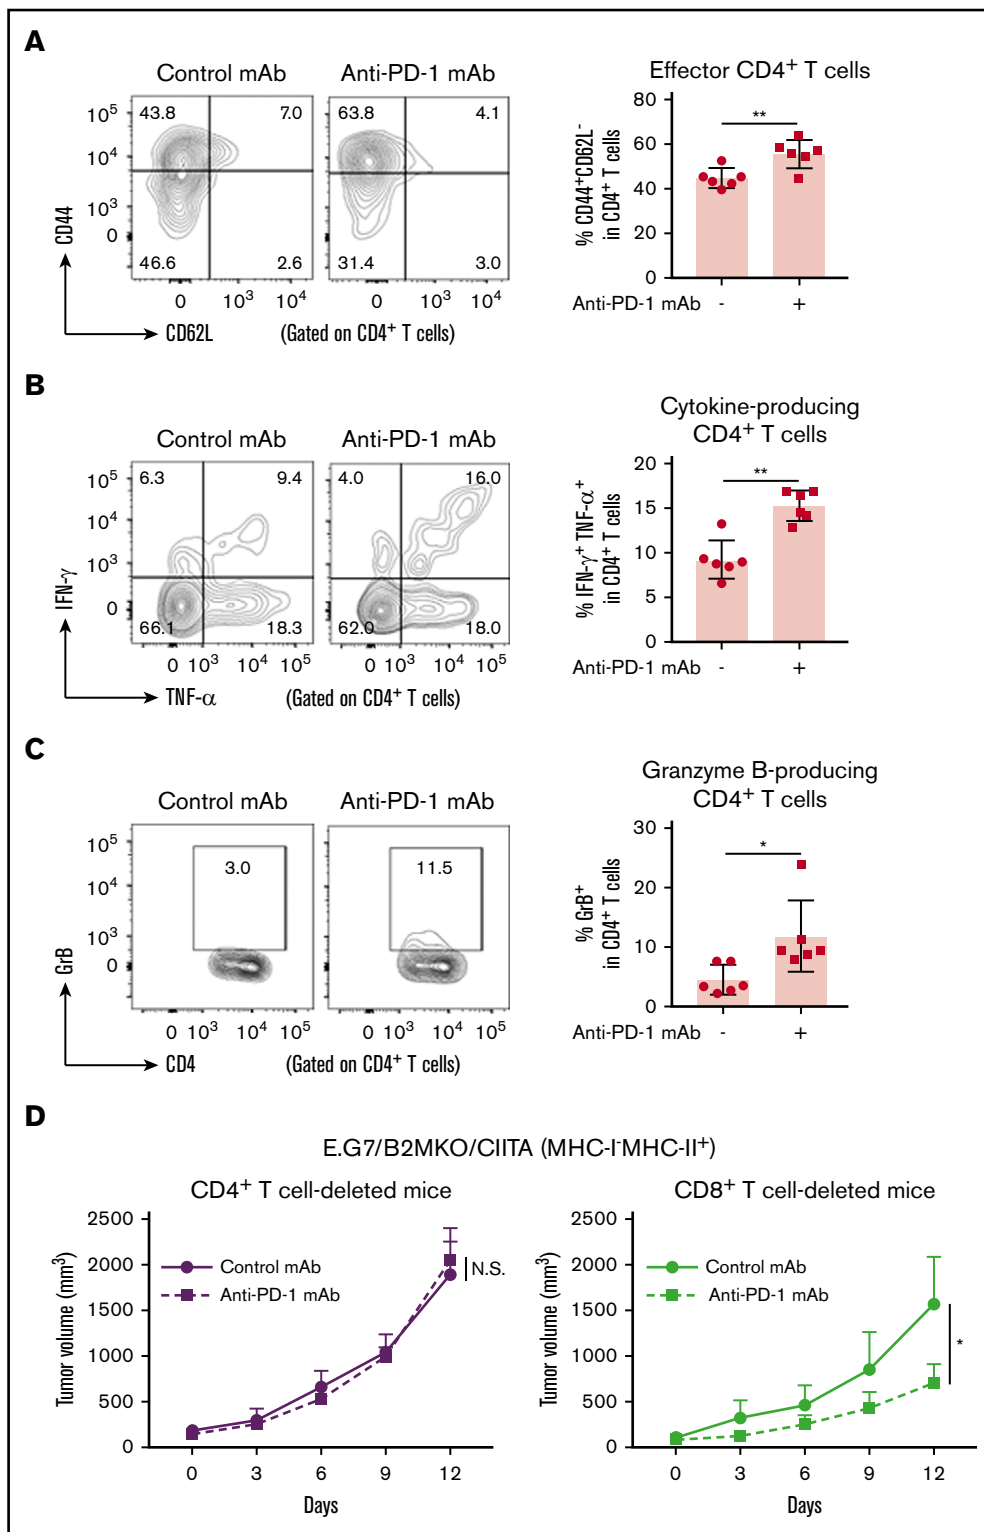 A
Control mAb
Anti-PD-1 mAb
43.8
7.0
46.6
2.6
63.8
4.1
31.4
3.0
10⁵
10⁴
10³
0
CD44
0 10³ 10⁴
0 10³ 10⁴
CD62L
(Gated on CD4⁺ T cells)
Effector CD4⁺ T cells
% CD44⁺CD62L⁻
in CD4⁺ T cells
80
60
40
20
0
**
Anti-PD-1 mAb - +
B
Control mAb
Anti-PD-1 mAb
6.3
9.4
66.1
18.3
4.0
16.0
62.0
18.0
10⁵
10⁴
10³
0
IFN-γ
0 10³ 10⁴ 10⁵
0 10³ 10⁴ 10⁵
TNF-α
(Gated on CD4⁺ T cells)
Cytokine-producing
CD4⁺ T cells
% IFN-γ⁺ TNF-α⁺
in CD4⁺ T cells
20
15
10
5
0
**
Anti-PD-1 mAb - +
C
Control mAb
Anti-PD-1 mAb
3.0
11.5
10⁵
10⁴
10³
0
GrB
0 10³ 10⁴ 10⁵
0 10³ 10⁴ 10⁵
CD4
(Gated on CD4⁺ T cells)
Granzyme B-producing
CD4⁺ T cells
% GrB⁺
in CD4⁺ T cells
30
20
10
0
*
Anti-PD-1 mAb - +
D
E.G7/B2MKO/CIITA (MHC-I⁻MHC-II⁺)
CD4⁺ T cell-deleted mice
Tumor volume (mm³)
2500
2000
1500
1000
500
0
Control mAb
Anti-PD-1 mAb
N.S.
0 3 6 9 12
Days
CD8⁺ T cell-deleted mice
Tumor volume (mm³)
2500
2000
1500
1000
500
0
Control mAb
Anti-PD-1 mAb
*
0 3 6 9 12
Days